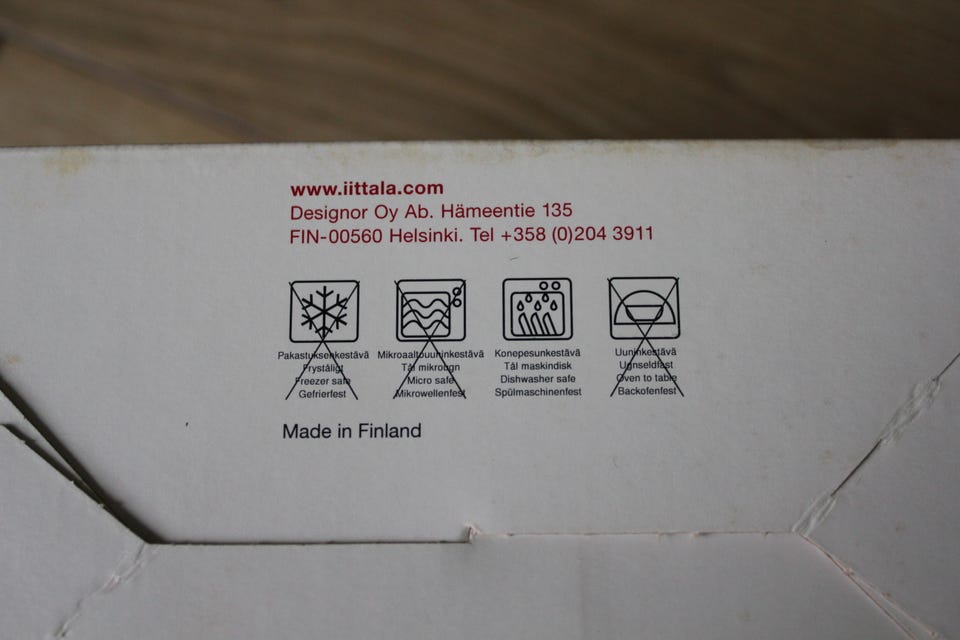 www.iittala.com
Designor Oy Ab. Hämeentie 135
FIN-00560 Helsinki. Tel +358 (0)204 3911
Pakastuksenkestävä
Fryståligt
Freezer safe
Gefrierfest
Mikroaaltouuninkestävä
Tål mikrougn
Micro safe
Mikrowellenfest
Konepesunkestävä
Tål maskindisk
Dishwasher safe
Spülmaschinenfest
Uuninkestävä
Ugnseldfast
Oven to table
Backofenfest
Made in Finland